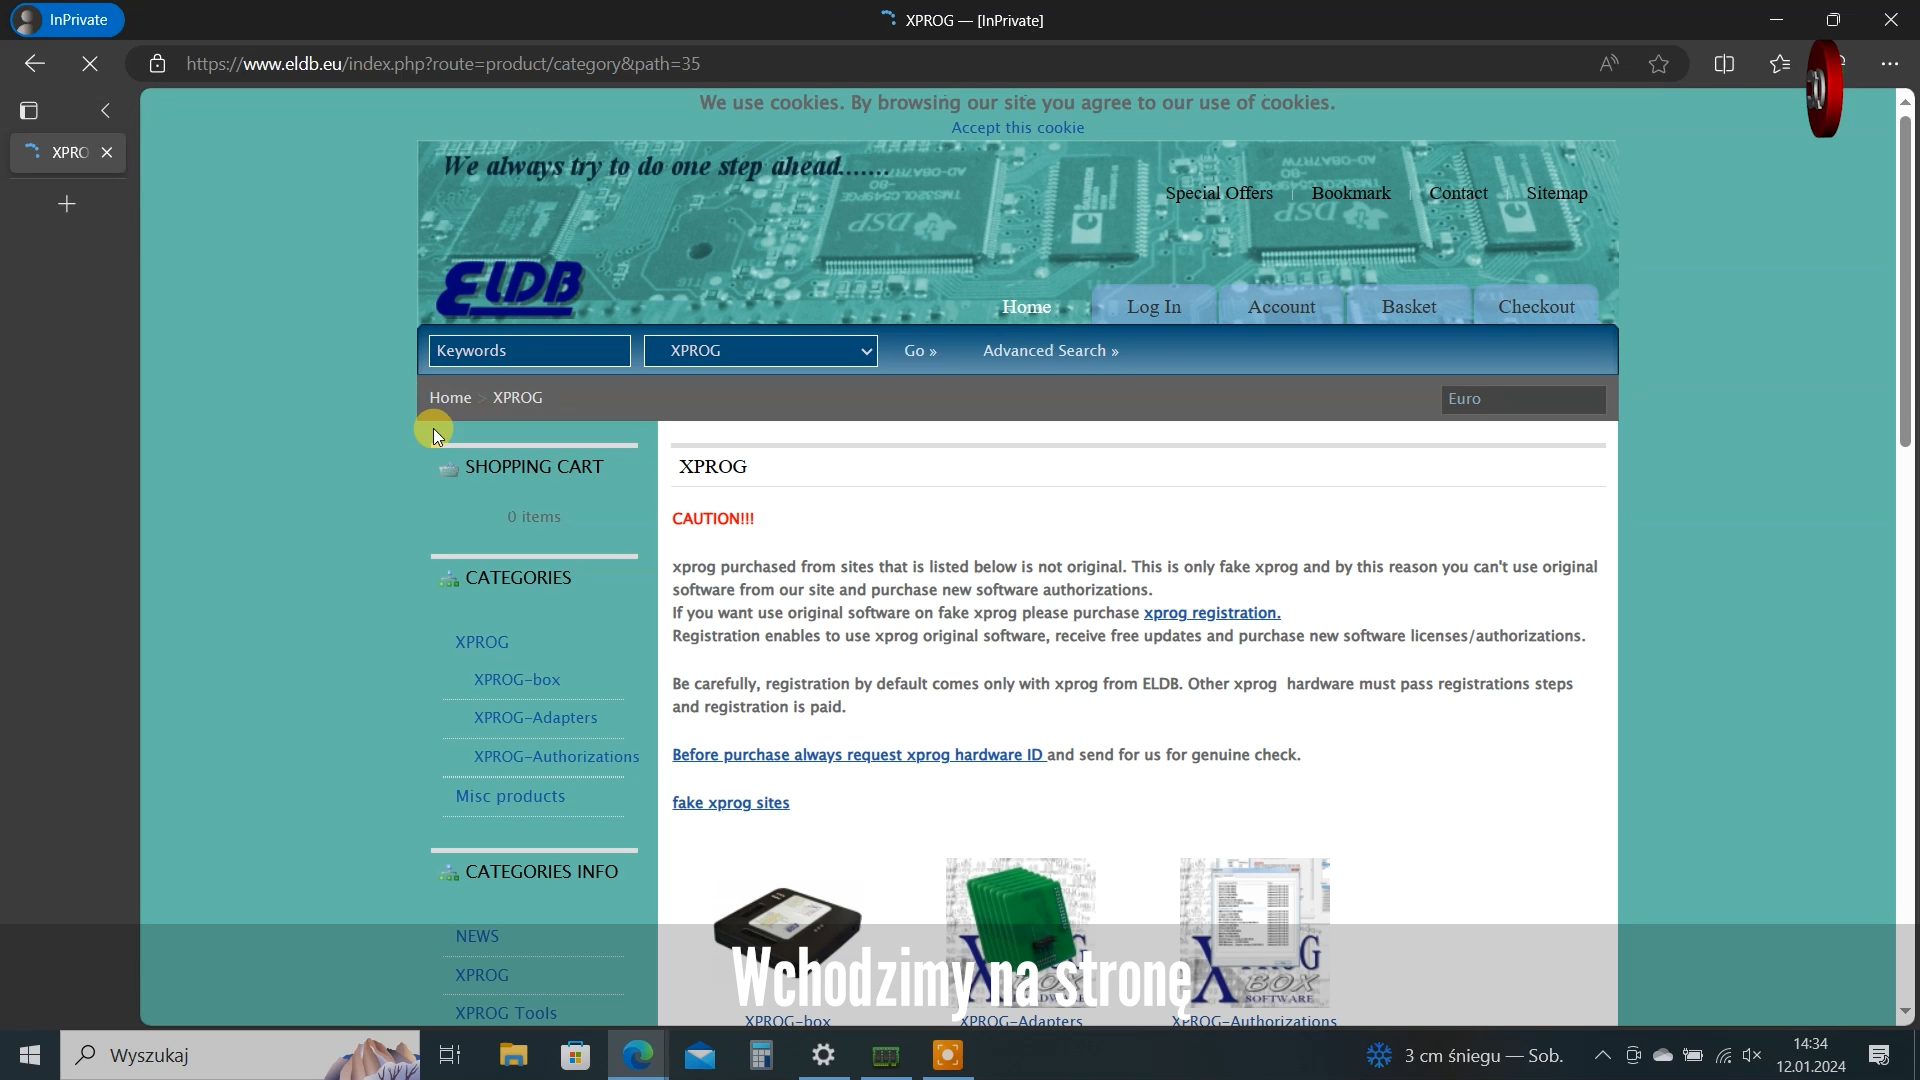 InPrivate
XPROG — [InPrivate]
https://www.eldb.eu/index.php?route=product/category&path=35
XPRO
We use cookies. By browsing our site you agree to our use of cookies.
Accept this cookie
We always try to do one step ahead.......
Special Offers
Bookmark
Contact
Sitemap
ELDB
Home
Log In
Account
Basket
Checkout
Keywords
XPROG
Go »
Advanced Search »
Home > XPROG
Euro
SHOPPING CART
0 items
CATEGORIES
XPROG
XPROG-box
XPROG-Adapters
XPROG-Authorizations
Misc products
CATEGORIES INFO
NEWS
XPROG
XPROG Tools
XPROG
CAUTION!!!
xprog purchased from sites that is listed below is not original. This is only fake xprog and by this reason you can't use original
software from our site and purchase new software authorizations.
If you want use original software on fake xprog please purchase xprog registration.
Registration enables to use xprog original software, receive free updates and purchase new software licenses/authorizations.
Be carefully, registration by default comes only with xprog from ELDB. Other xprog hardware must pass registrations steps
and registration is paid.
Before purchase always request xprog hardware ID and send for us for genuine check.
fake xprog sites
BOX
SOFTWARE
XPROG-box
XPROG-Adapters
XPROG-Authorizations
Wchodzimy na stronę
Wyszukaj
3 cm śniegu — Sob.
14:34
12.01.2024